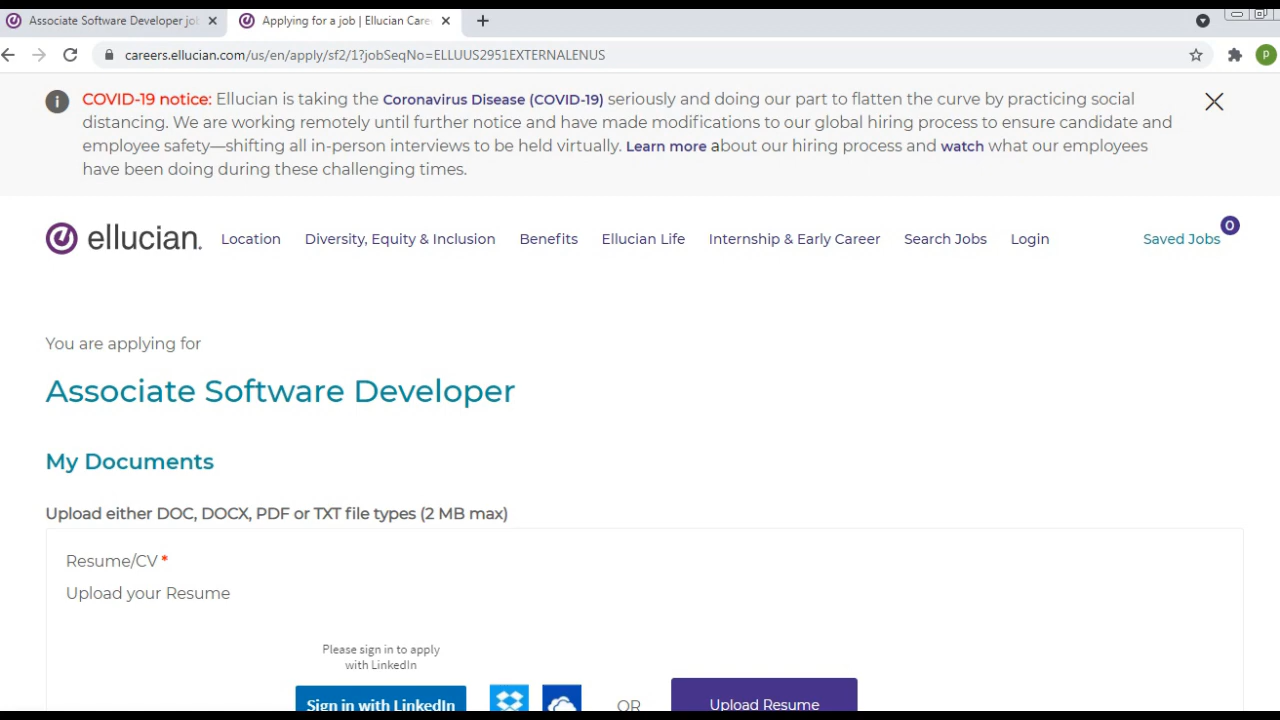 Associate Software Developer job
Applying for a job | Ellucian Care
careers.ellucian.com/us/en/apply/sf2/1?jobSeqNo=ELLUUS2951EXTERNALENUS
P
COVID-19 notice: Ellucian is taking the Coronavirus Disease (COVID-19) seriously and doing our part to flatten the curve by practicing social
distancing. We are working remotely until further notice and have made modifications to our global hiring process to ensure candidate and
employee safety—shifting all in-person interviews to be held virtually. Learn more about our hiring process and watch what our employees
have been doing during these challenging times.
ellucian.
Location
Diversity, Equity & Inclusion
Benefits
Ellucian Life
Internship & Early Career
Search Jobs
Login
Saved Jobs
0
You are applying for
Associate Software Developer
My Documents
Upload either DOC, DOCX, PDF or TXT file types (2 MB max)
Resume/CV *
Upload your Resume
Please sign in to apply
with LinkedIn
Sign in with LinkedIn
OR
Upload Resume